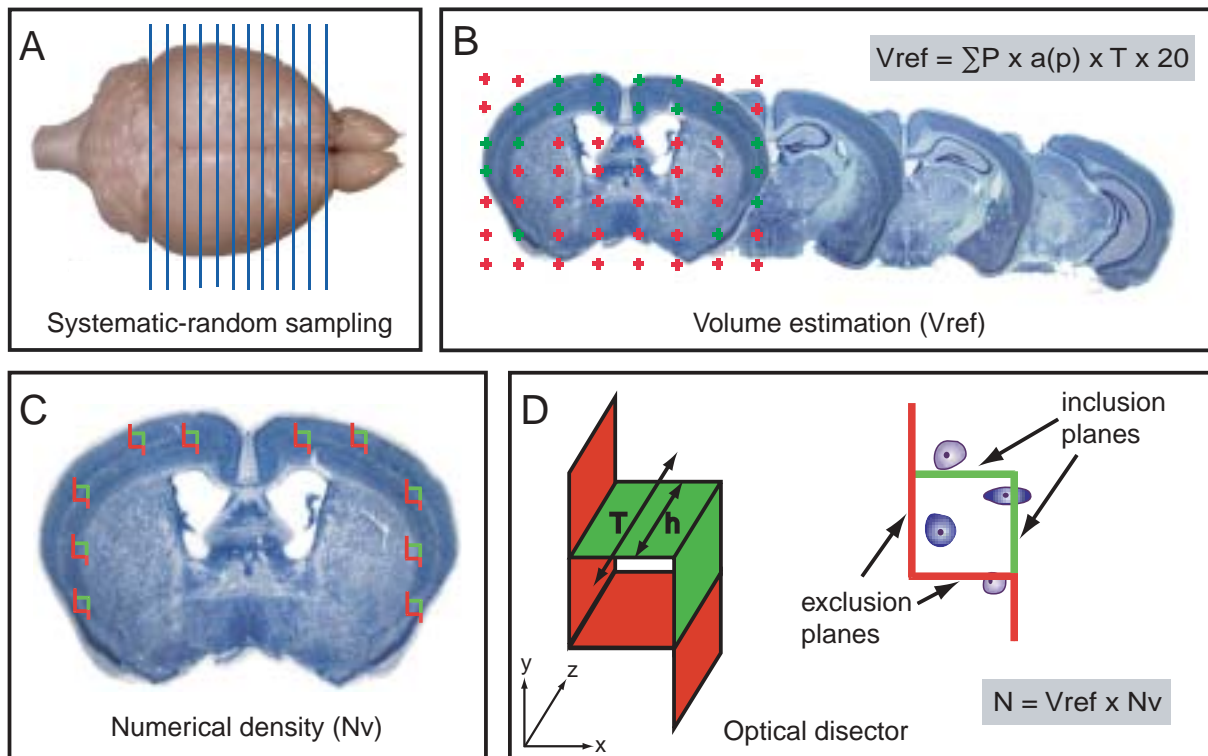 A
Systematic-random sampling
B
Vref = ∑P x a(p) x T x 20
Volume estimation (Vref)
C
Numerical density (Nv)
D
T
h
y
z
x
Optical disector
inclusion
planes
exclusion
planes
N = Vref x Nv